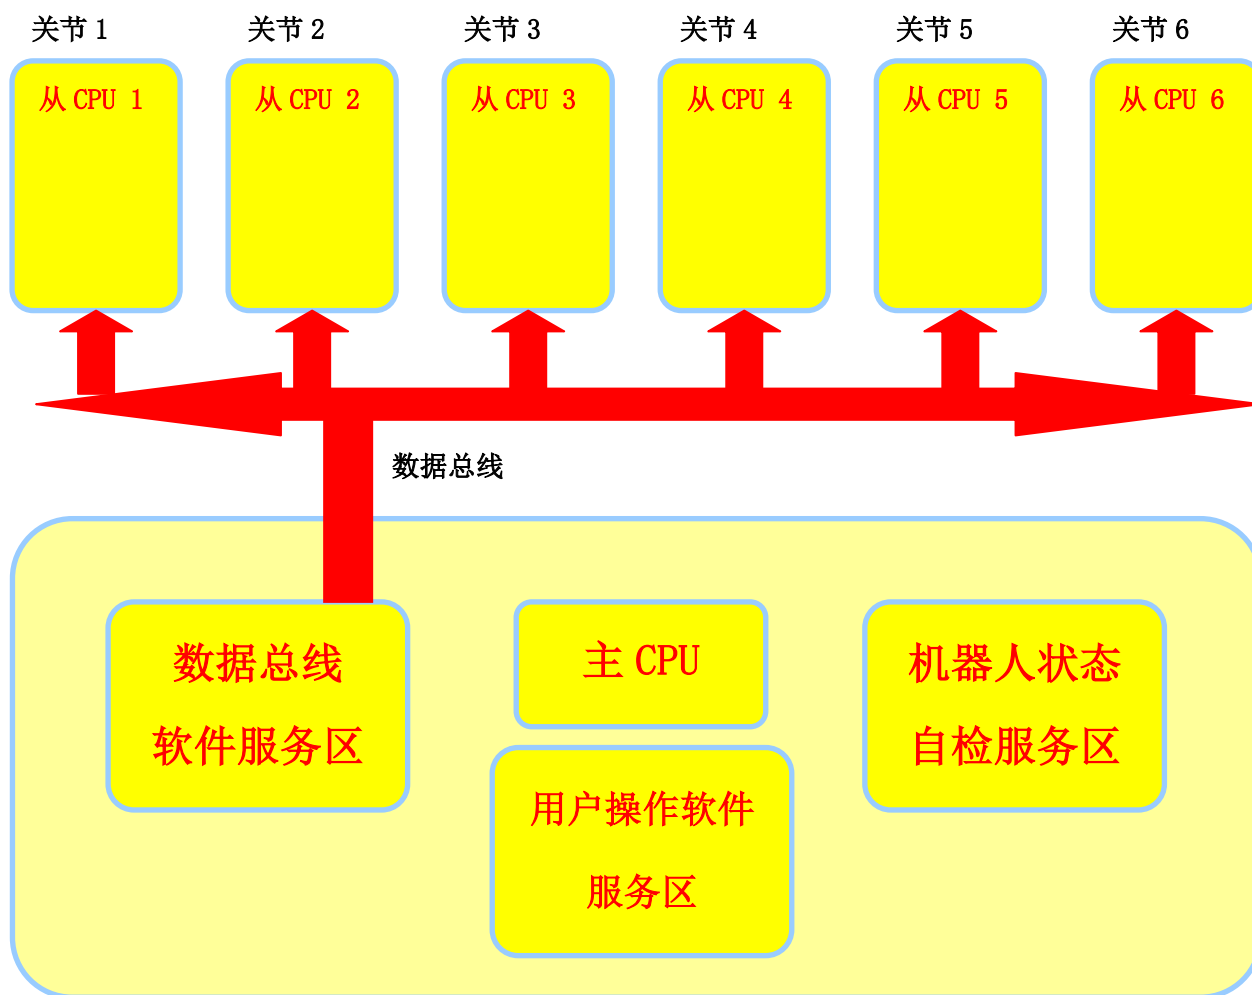 关节 1 关节 2 关节 3 关节 4 关节 5 关节 6
从 CPU 1 从 CPU 2 从 CPU 3 从 CPU 4 从 CPU 5 从 CPU 6
数据总线
数据总线
软件服务区
主 CPU
用户操作软件
服务区
机器人状态
自检服务区